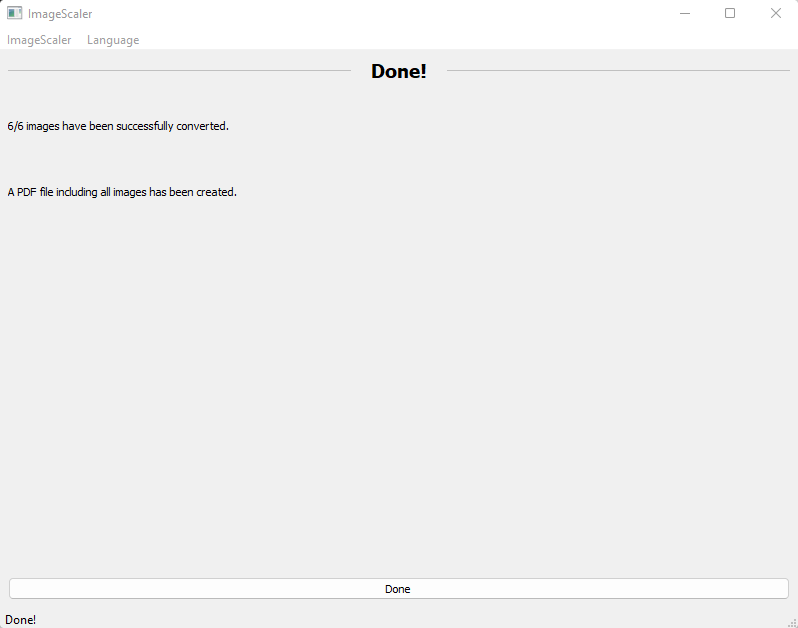 ImageScaler
ImageScaler Language
Done!
6/6 images have been successfully converted.
A PDF file including all images has been created.
Done
Done!